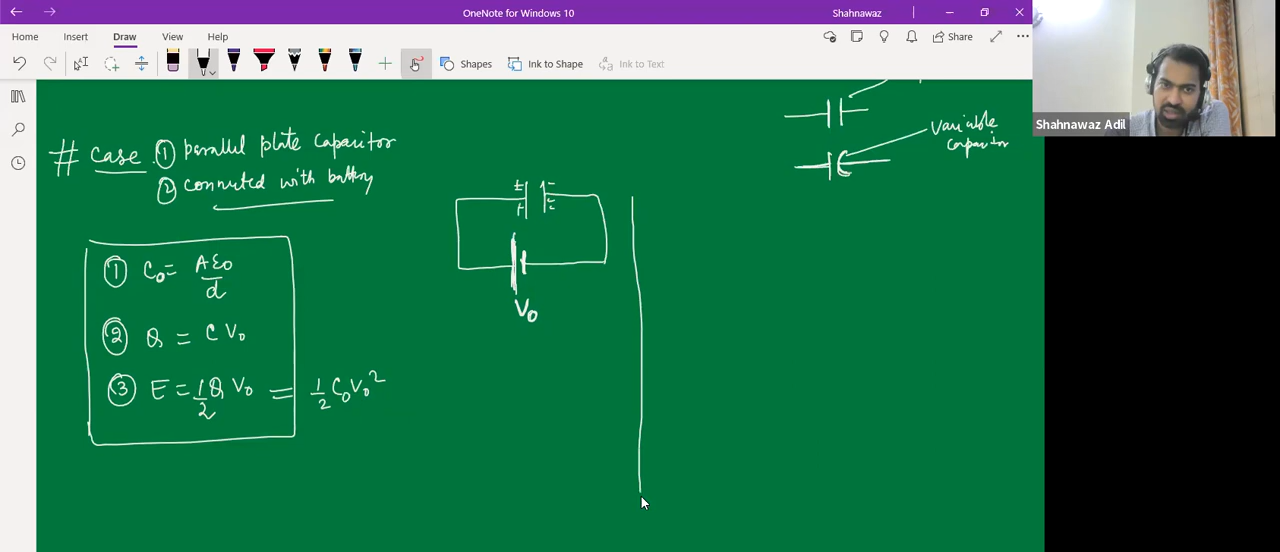 OneNote for Windows 10
Shahnawaz
Home
Insert
Draw
View
Help
Share
Shapes
Ink to Shape
Ink to Text
Shahnawaz Adil
Variable
Capacitor
# Case ① parallel plate Capacitor
② connected with battery
+ -
+ -
V₀
① C₀ = Aε₀/d
② Q = C V₀
③ E = 1/2 Q V₀ = 1/2 C₀V₀²